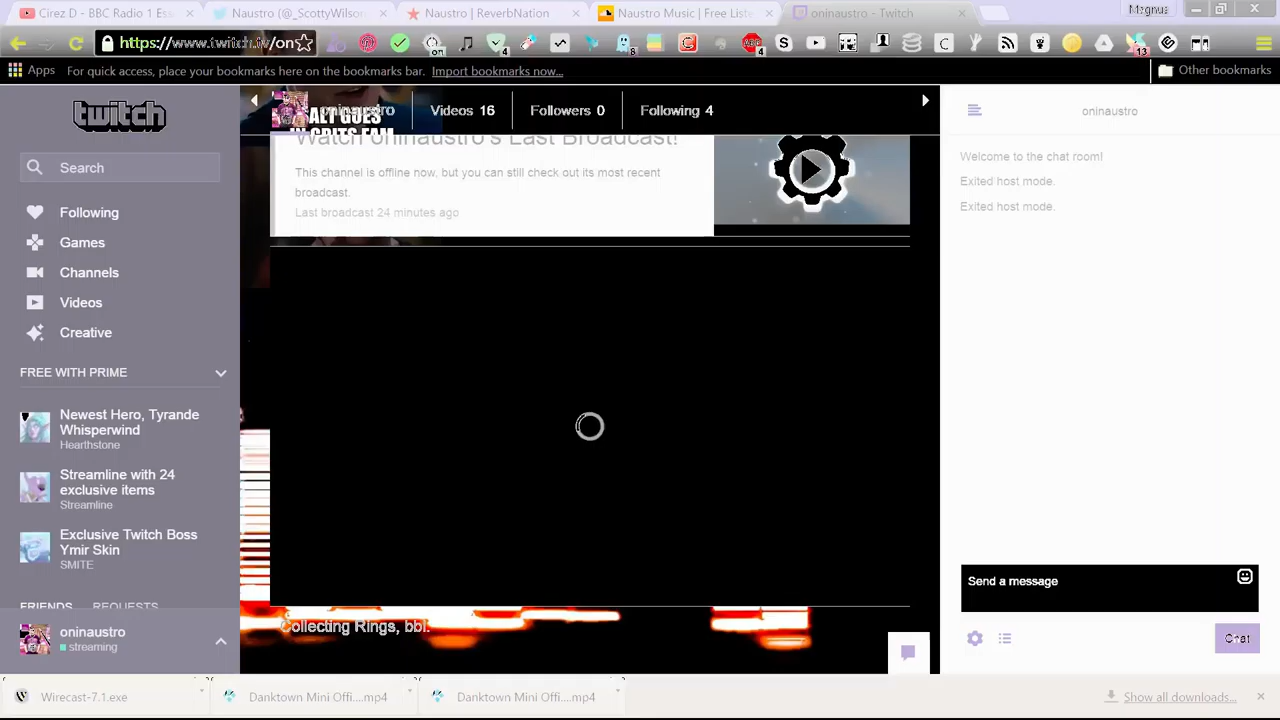 Cirez D - BBC Radio 1 Ess
Naustro (@_ScottyWilson
Naustro | ReverbNation
Naustro Music | Free Liste
oninaustro - Twitch
Magnus
https://www.twitch.tv/on
Apps
For quick access, place your bookmarks here on the bookmarks bar.
Import bookmarks now...
Other bookmarks
twitch
Search
Following
Games
Channels
Videos
Creative
FREE WITH PRIME
Newest Hero, Tyrande
Whisperwind
Hearthstone
Streamline with 24
exclusive items
Streamline
Exclusive Twitch Boss
Ymir Skin
SMITE
FRIENDS
REQUESTS
oninaustro
streaming
oninaustro
Videos 16
Followers 0
Following 4
Watch oninaustro's Last Broadcast!
This channel is offline now, but you can still check out its most recent
broadcast.
Last broadcast 24 minutes ago
Collecting Rings, bbl.
oninaustro
Welcome to the chat room!
Exited host mode.
Exited host mode.
Send a message
Chat
Wirecast-7.1.exe
Danktown Mini Offi....mp4
Danktown Mini Offi....mp4
Show all downloads...